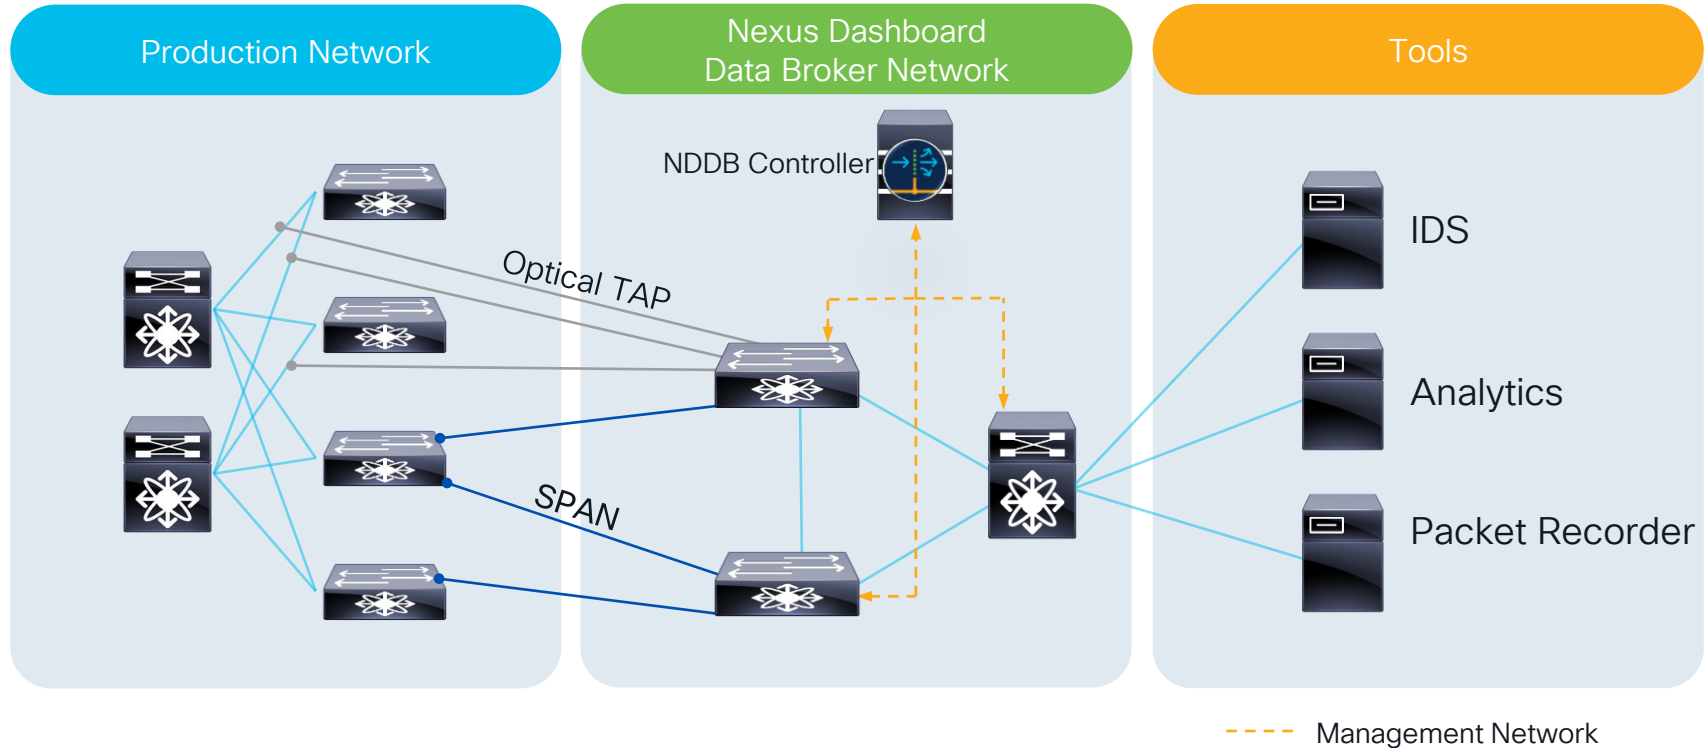 Production Network
Nexus Dashboard
Data Broker Network
Tools
NDDB Controller
IDS
Optical TAP
Analytics
SPAN
Packet Recorder
Management Network